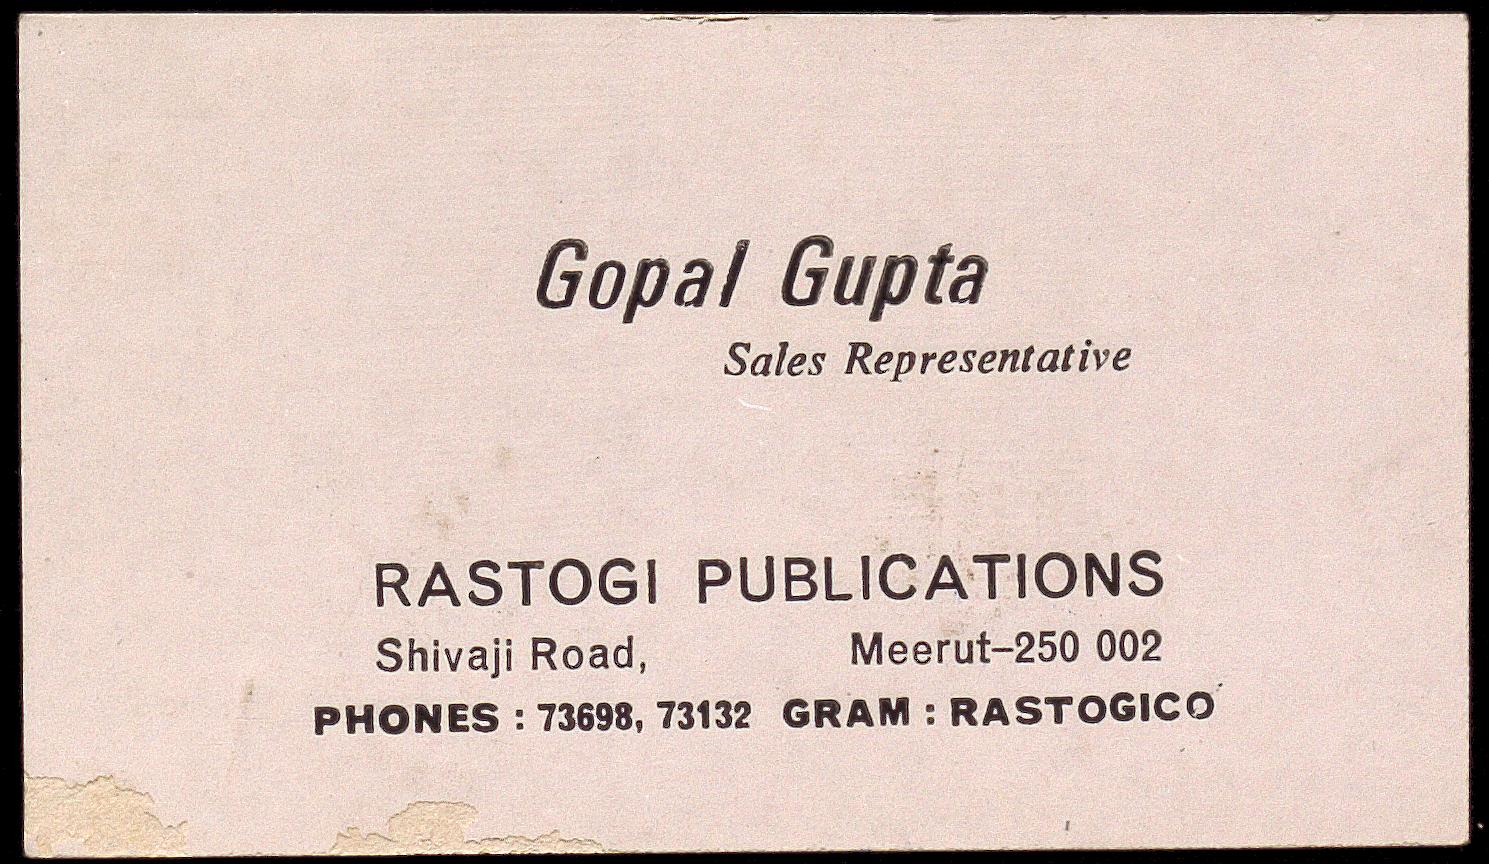 Gopal Gupta
Sales Representative
RASTOGI PUBLICATIONS
Shivaji Road, Meerut-250 002
PHONES : 73698, 73132 GRAM : RASTOGICO